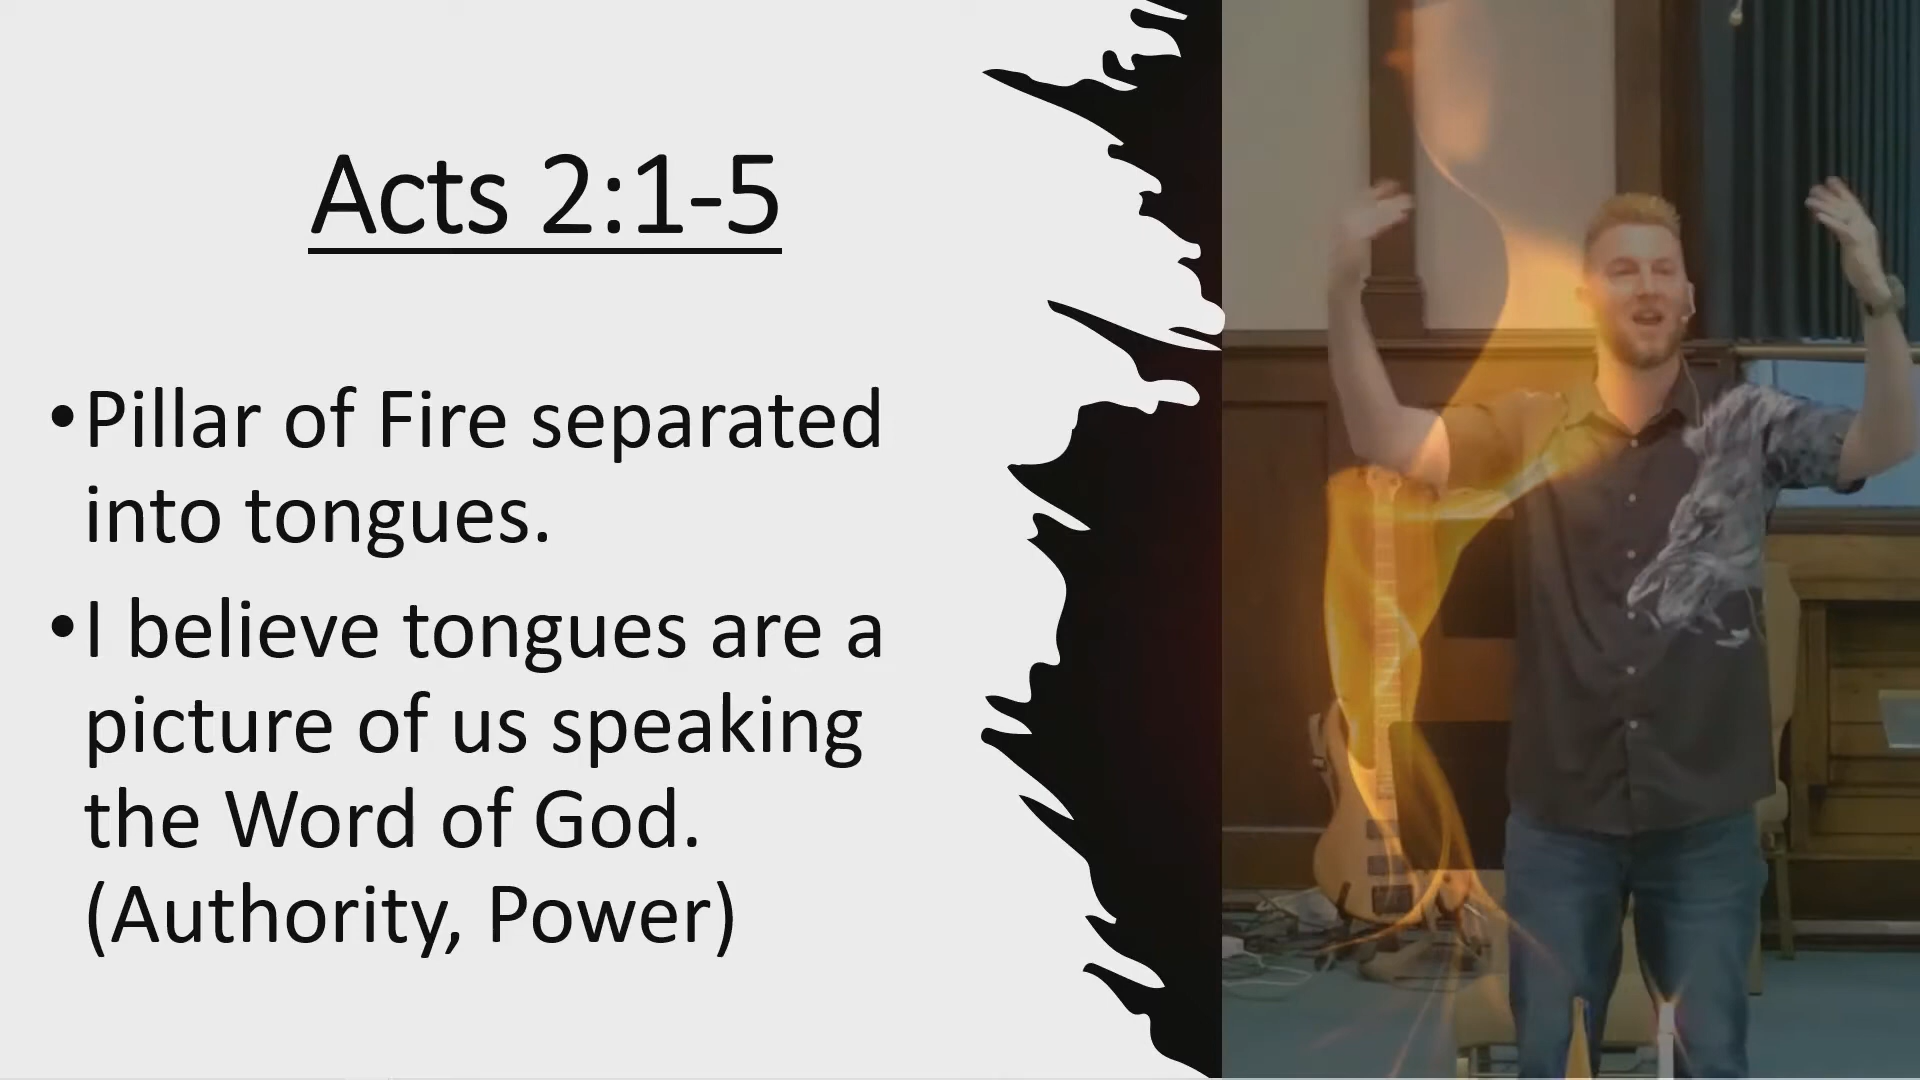 Acts 2:1-5
•Pillar of Fire separated
into tongues.
•I believe tongues are a
picture of us speaking
the Word of God.
(Authority, Power)